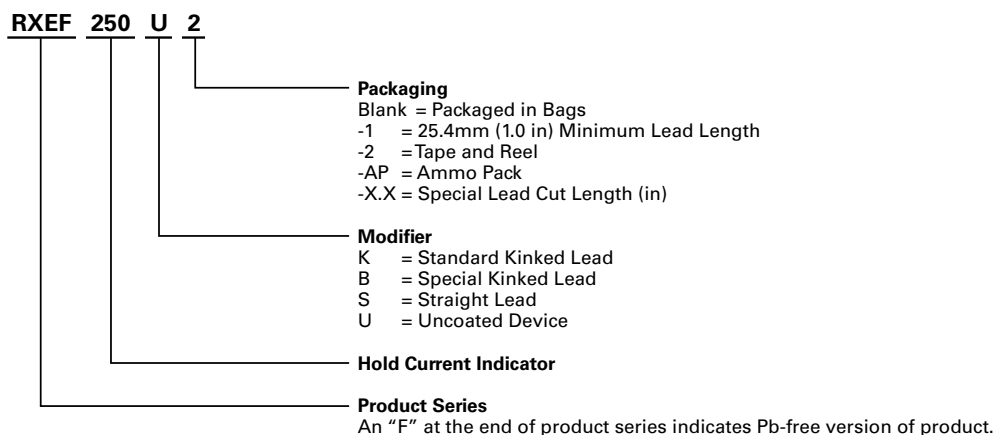 RXEF 250 U 2
Packaging
Blank = Packaged in Bags
-1 = 25.4mm (1.0 in) Minimum Lead Length
-2 =Tape and Reel
-AP = Ammo Pack
-X.X = Special Lead Cut Length (in)
Modifier
K = Standard Kinked Lead
B = Special Kinked Lead
S = Straight Lead
U = Uncoated Device
Hold Current Indicator
Product Series
An “F” at the end of product series indicates Pb-free version of product.